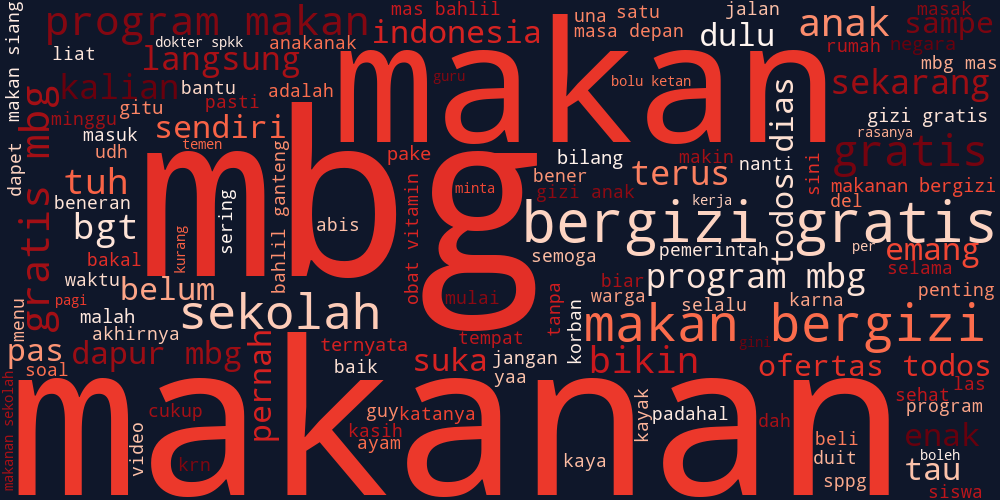 program makan
mas bahlil
una satu
jalan
anak
masak
sampe
indonesia
masa depan
dulu
makan siang
liat
dokter spkk
anakanak
langsung
makan
rumah
negara
mbg mas
kalian
bantu
adalah
guru
bolu ketan
sekarang
gratis mbg
minggu
gitu
pasti
masuk
sendiri
gizi gratis
rasanya
udh
temen
mbg
pake
bilang
makin
nanti
todos dias
sini
gratis
dapet
tuh
bahlil ganteng
bener
terus
makanan bergizi
beneran
minta
gizi anak
kerja
del
bgt
sering
abis
obat vitamin
bergizi gratis
bakal
kurang
semoga
pemerintah
per
emang
selama
waktu
belum
biar
program mbg
penting
pagi
menu
malah
sekolah
mulai
tanpa
warga
selalu
karna
akhirnya
korban
makan bergizi
pas
dapur mbg
pernah
ternyata
tempat
gini
soal
baik
suka
jangan
bikin
ofertas todos
yaa
makanan
sehat
las
makanan sekolah
cukup
guy
katanya
kayak
padahal
dah
program
video
kasih
ayam
beli
enak
krn
kaya
duit
boleh
tau
sppg
siswa